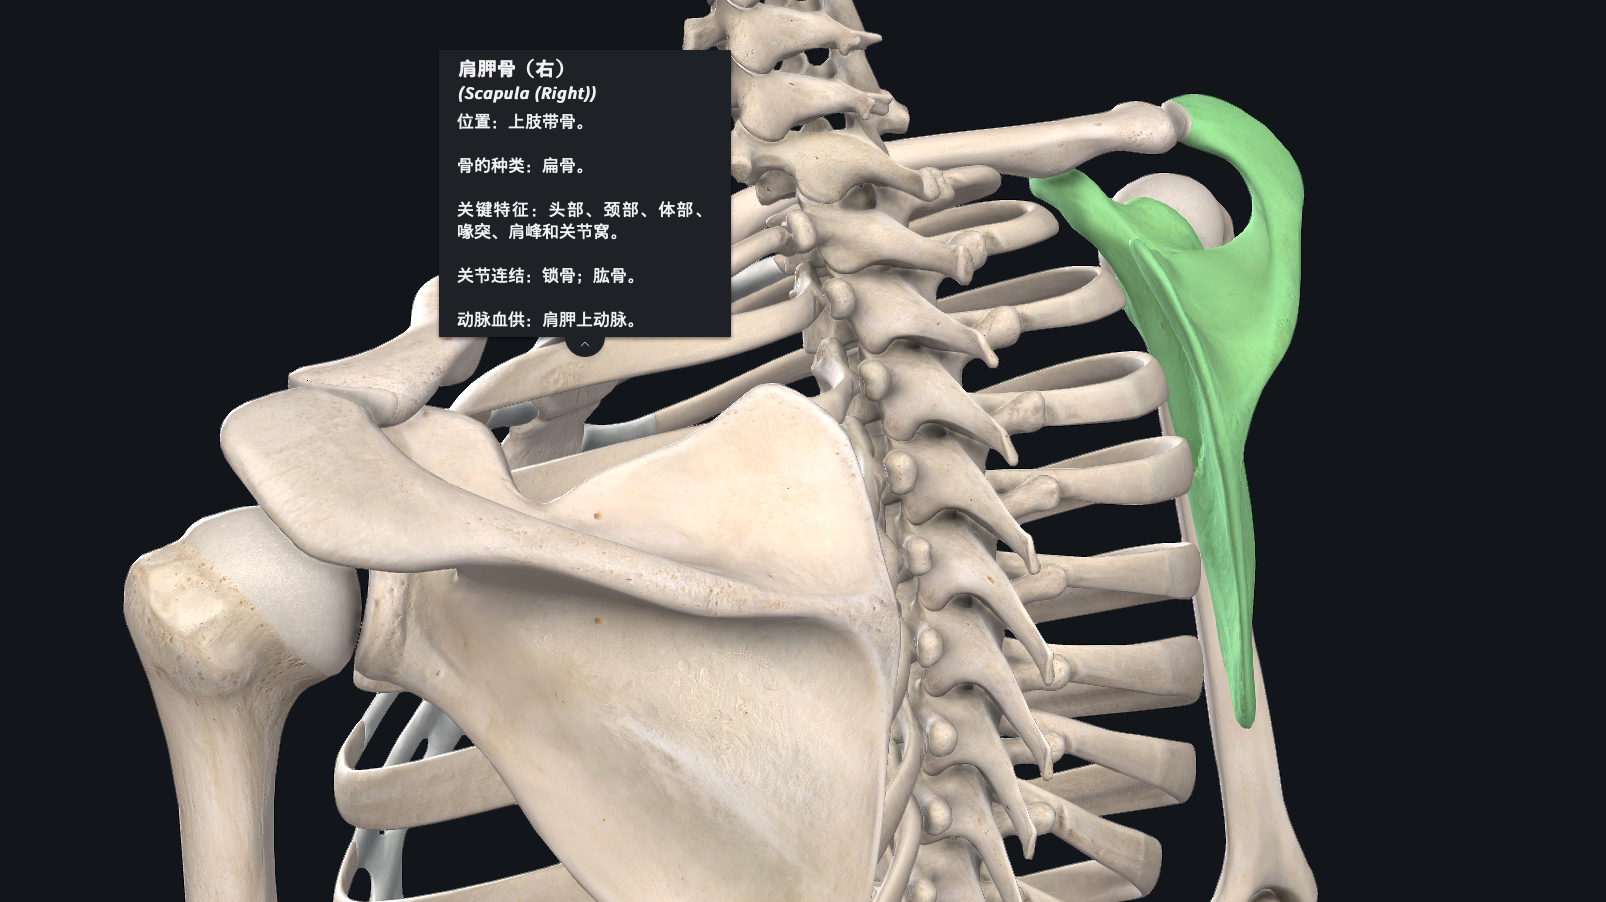 肩胛骨（右）
(Scapula (Right))
位置：上肢带骨。
骨的种类：扁骨。
关键特征：头部、颈部、体部、
喙突、肩峰和关节窝。
关节连结：锁骨；肱骨。
动脉血供：肩胛上动脉。